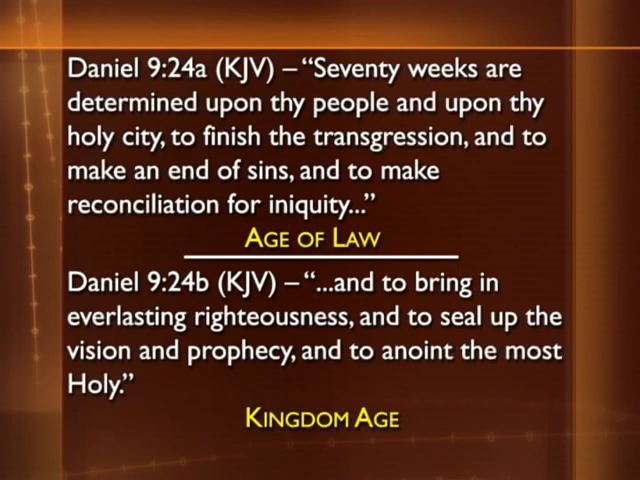 Daniel 9:24a (KJV) – “Seventy weeks are
determined upon thy people and upon thy
holy city, to finish the transgression, and to
make an end of sins, and to make
reconciliation for iniquity...”
AGE OF LAW
Daniel 9:24b (KJV) – “...and to bring in
everlasting righteousness, and to seal up the
vision and prophecy, and to anoint the most
Holy.”
KINGDOM AGE